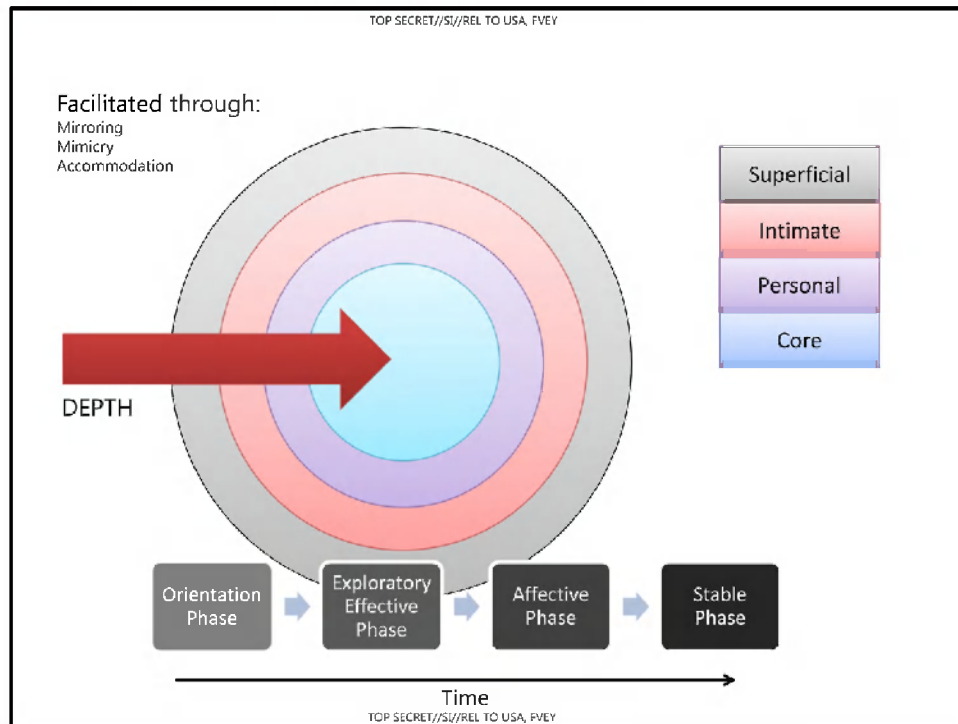 TOP SECRET//SI//REL TO USA, FVEY
Facilitated through:
Mirroring
Mimicry
Accommodation
Superficial
Intimate
Personal
Core
DEPTH
Orientation
Phase
Exploratory
Effective
Phase
Affective
Phase
Stable
Phase
Time
TOP SECRET//SI//REL TO USA, FVEY